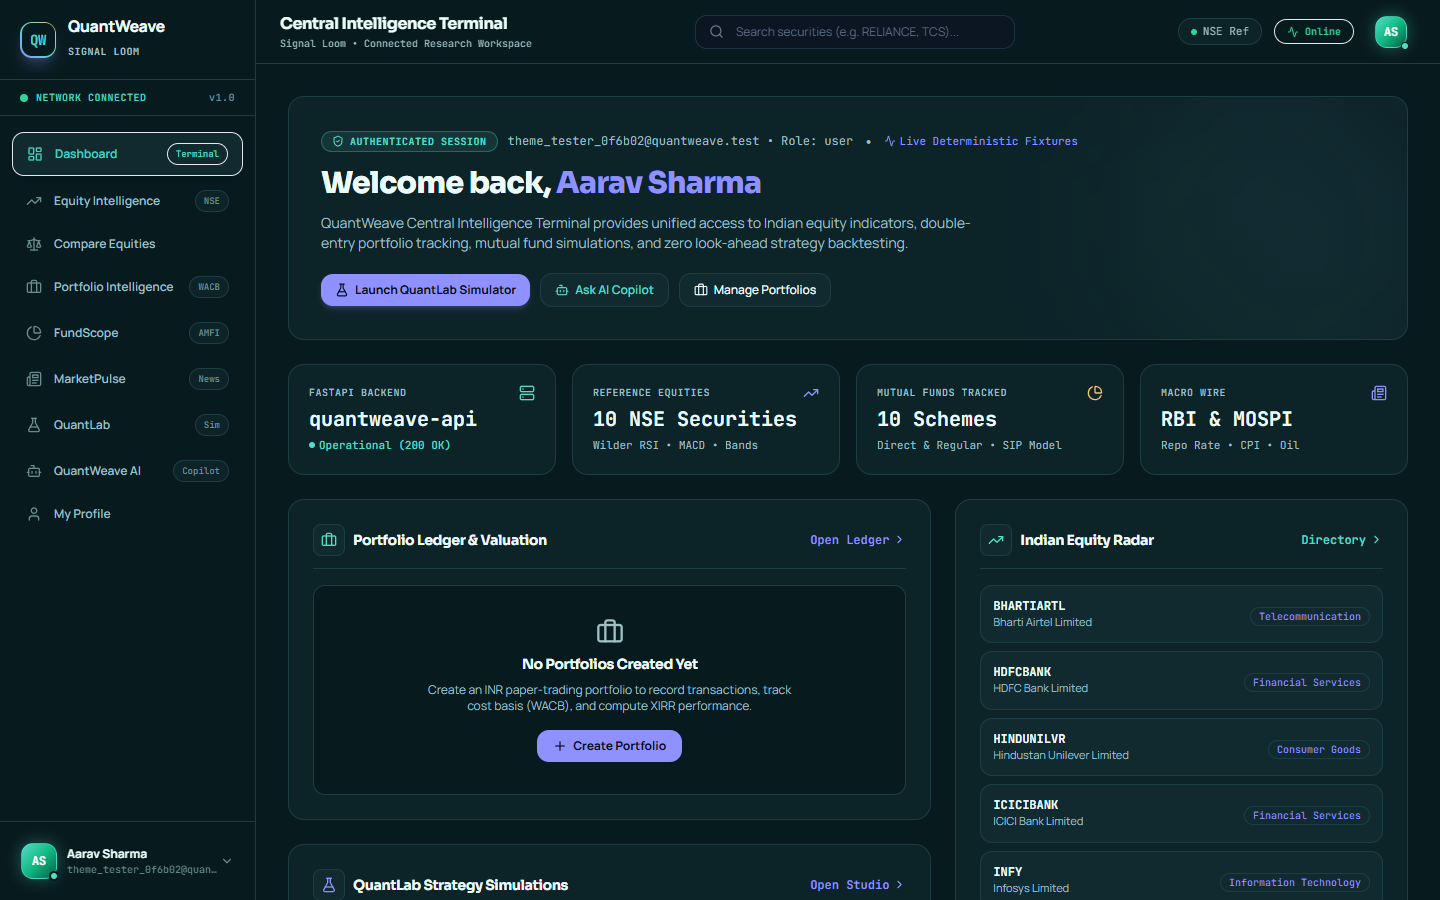 QW
QuantWeave
SIGNAL LOOM
NETWORK CONNECTED v1.0
Dashboard Terminal
Equity Intelligence NSE
Compare Equities
Portfolio Intelligence WACB
FundScope AMFI
MarketPulse News
QuantLab Sim
QuantWeave AI Copilot
My Profile
AS
Aarav Sharma
theme_tester_0f6b02@quan…
Central Intelligence Terminal
Signal Loom • Connected Research Workspace
Search securities (e.g. RELIANCE, TCS)...
NSE Ref
Online
AS
AUTHENTICATED SESSION theme_tester_0f6b02@quantweave.test • Role: user • Live Deterministic Fixtures
Welcome back, Aarav Sharma
QuantWeave Central Intelligence Terminal provides unified access to Indian equity indicators, double-
entry portfolio tracking, mutual fund simulations, and zero look-ahead strategy backtesting.
Launch QuantLab Simulator
Ask AI Copilot
Manage Portfolios
FASTAPI BACKEND
quantweave-api
Operational (200 OK)
REFERENCE EQUITIES
10 NSE Securities
Wilder RSI • MACD • Bands
MUTUAL FUNDS TRACKED
10 Schemes
Direct & Regular • SIP Model
MACRO WIRE
RBI & MOSPI
Repo Rate • CPI • Oil
Portfolio Ledger & Valuation
Open Ledger
No Portfolios Created Yet
Create an INR paper-trading portfolio to record transactions, track
cost basis (WACB), and compute XIRR performance.
Create Portfolio
QuantLab Strategy Simulations
Open Studio
Indian Equity Radar
Directory
BHARTIARTL
Bharti Airtel Limited
Telecommunication
HDFCBANK
HDFC Bank Limited
Financial Services
HINDUNILVR
Hindustan Unilever Limited
Consumer Goods
ICICIBANK
ICICI Bank Limited
Financial Services
INFY
Infosys Limited
Information Technology